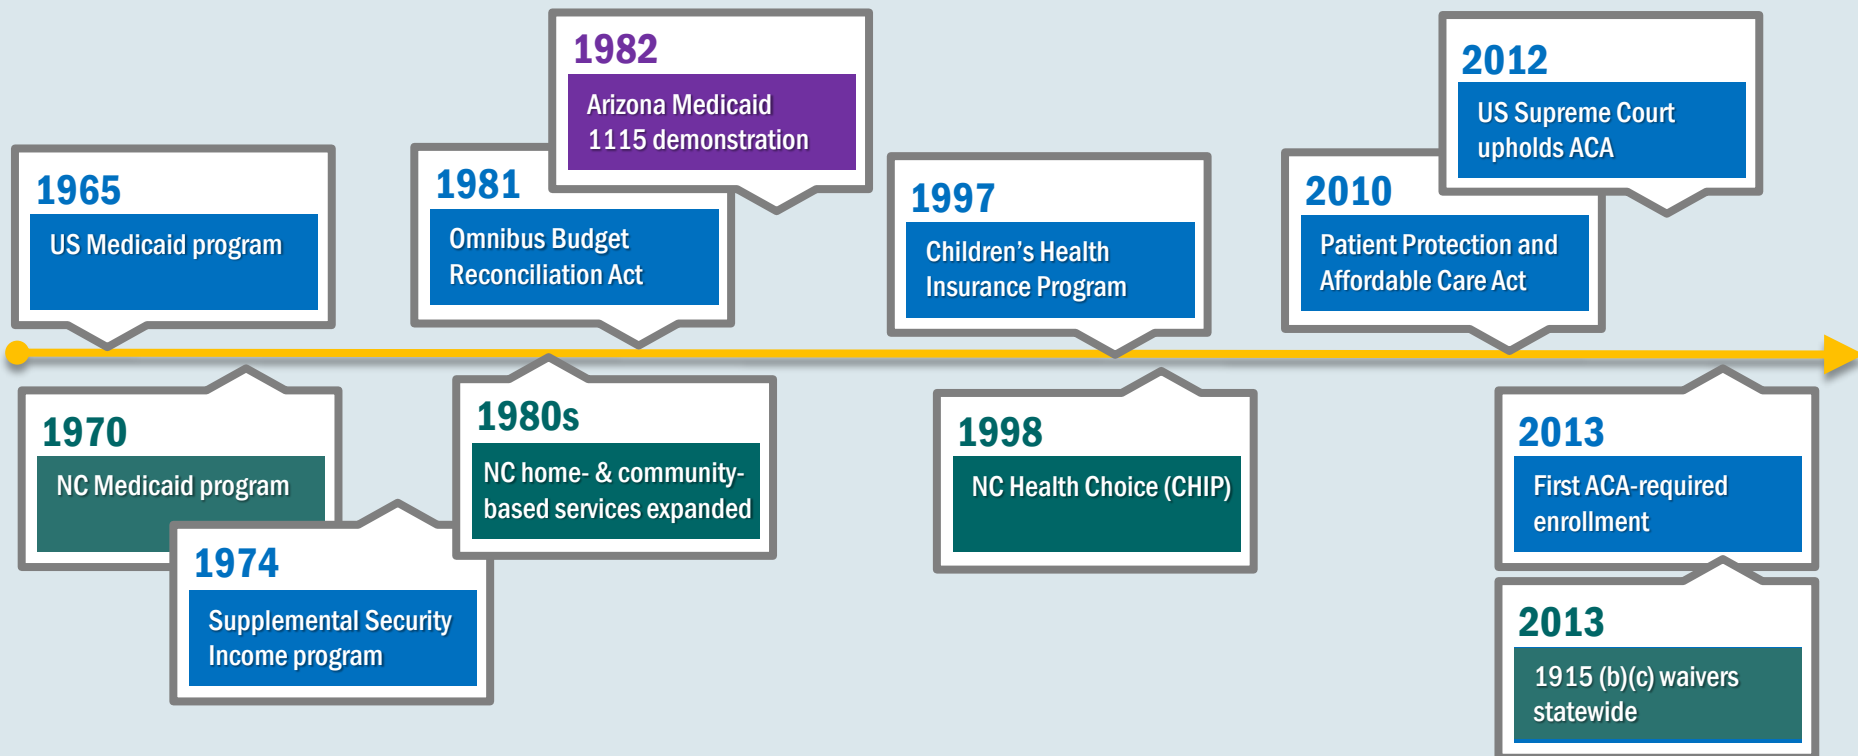 1965
US Medicaid program
1970
NC Medicaid program
1974
Supplemental Security
Income program
1980s
NC home- & community-
based services expanded
1981
Omnibus Budget
Reconciliation Act
1982
Arizona Medicaid
1115 demonstration
1997
Children's Health
Insurance Program
1998
NC Health Choice (CHIP)
2010
Patient Protection and
Affordable Care Act
2012
US Supreme Court
upholds ACA
2013
First ACA-required
enrollment
2013
1915 (b)(c) waivers
statewide